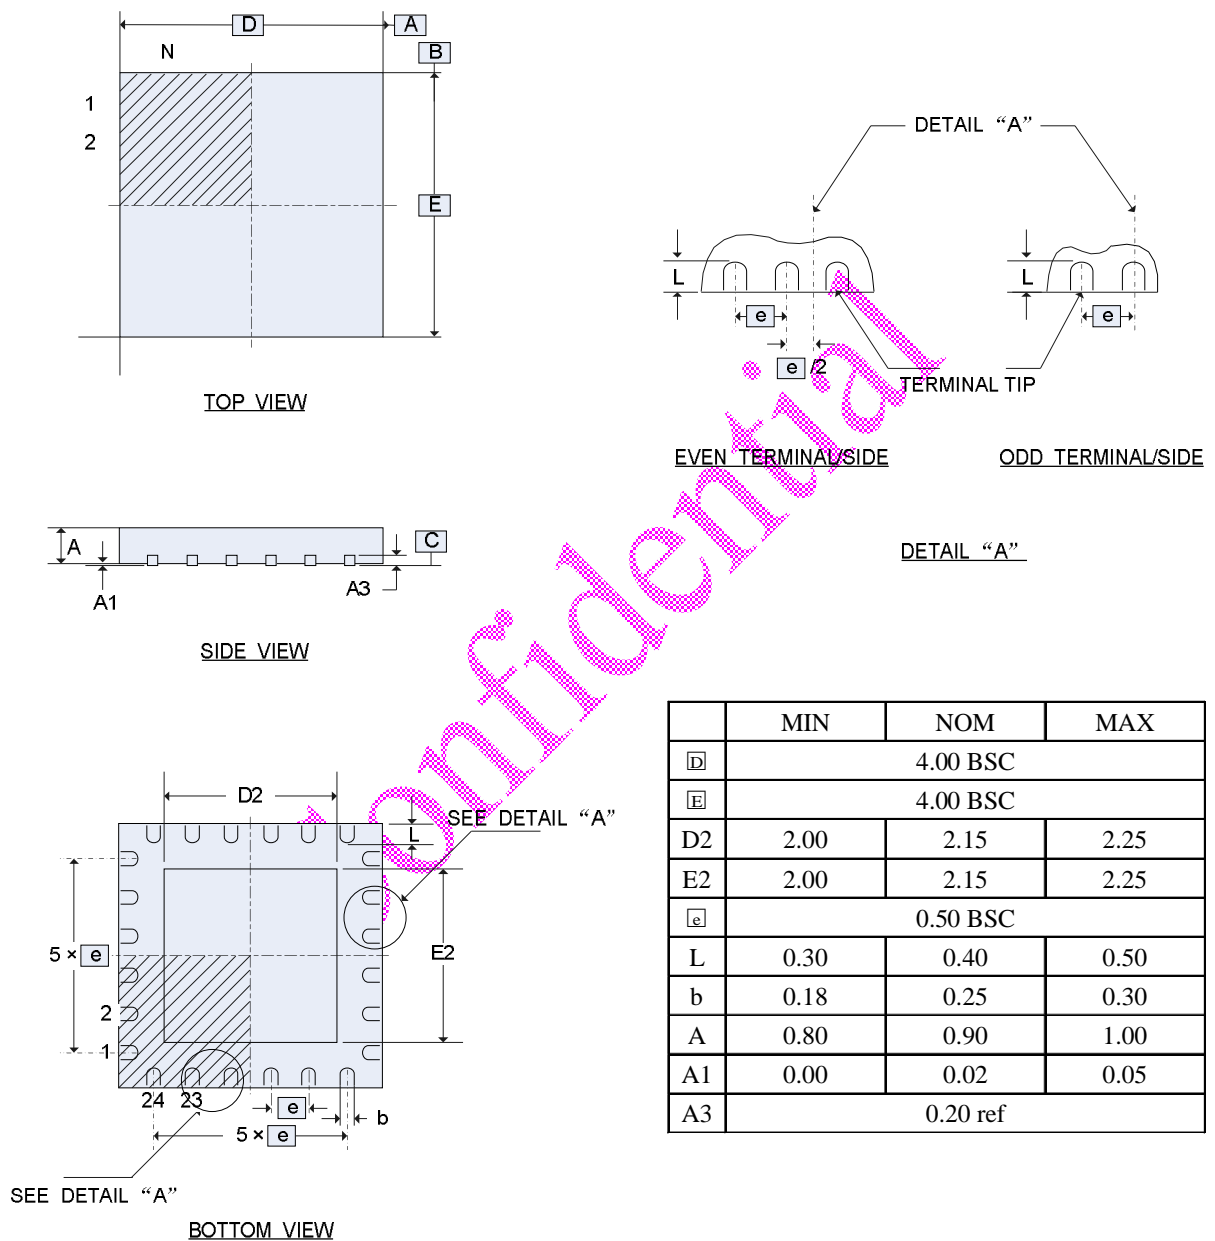 D
A
N
B
1
2
E
TOP VIEW
DETAIL “A”
L
e
e /2
L
e
TERMINAL TIP
EVEN TERMINAL/SIDE
ODD TERMINAL/SIDE
DETAIL “A”
A
A1
A3
C
SIDE VIEW
D2
L
SEE DETAIL “A”
5 × e
E2
2
1
24
23
e
b
5 × e
SEE DETAIL “A”
BOTTOM VIEW
MIN NOM MAX
D 4.00 BSC
E 4.00 BSC
D2 2.00 2.15 2.25
E2 2.00 2.15 2.25
e 0.50 BSC
L 0.30 0.40 0.50
b 0.18 0.25 0.30
A 0.80 0.90 1.00
A1 0.00 0.02 0.05
A3 0.20 ref
Confidential